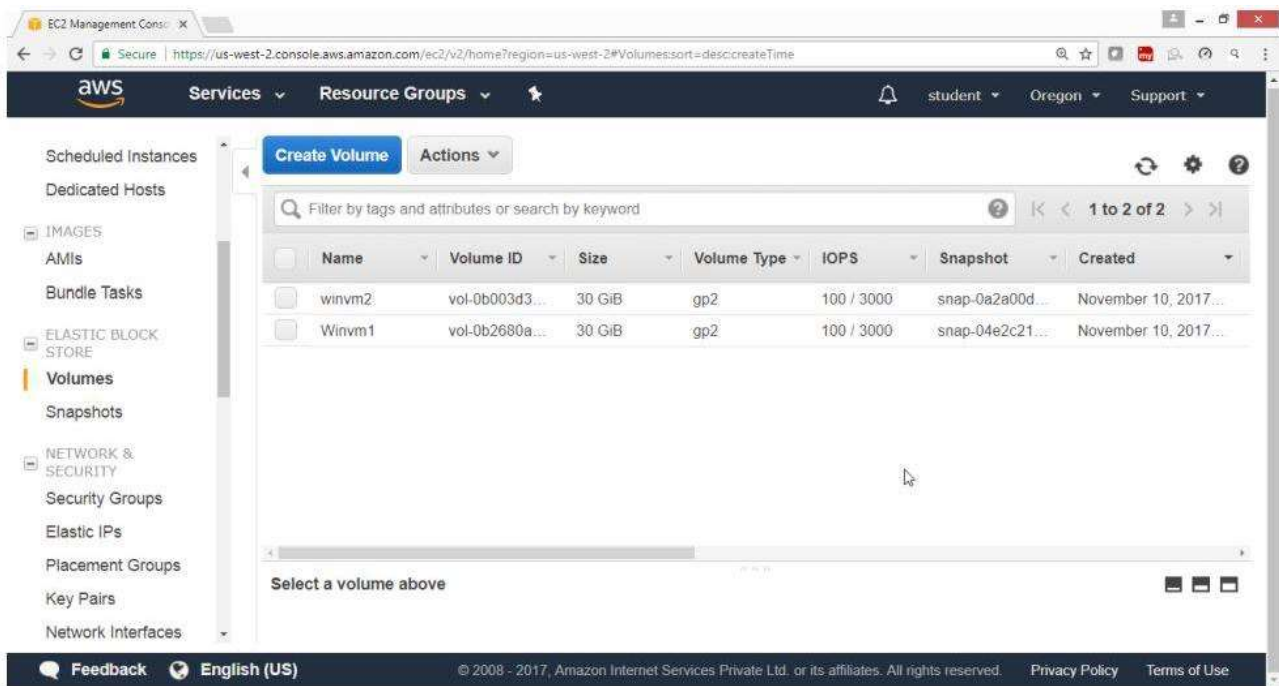 EC2 Management Conso
Secure | https://us-west-2.console.aws.amazon.com/ec2/v2/home?region=us-west-2#Volumes:sort=desc:createTime
aws Services Resource Groups student Oregon Support
Scheduled Instances
Dedicated Hosts
IMAGES
AMIs
Bundle Tasks
ELASTIC BLOCK
STORE
Volumes
Snapshots
NETWORK &
SECURITY
Security Groups
Elastic IPs
Placement Groups
Key Pairs
Network Interfaces
Create Volume Actions
Filter by tags and attributes or search by keyword 1 to 2 of 2
Name Volume ID Size Volume Type IOPS Snapshot Created
winvm2 vol-0b003d3... 30 GiB gp2 100 / 3000 snap-0a2a00d... November 10, 2017...
Winvm1 vol-0b2680a... 30 GiB gp2 100 / 3000 snap-04e2c21... November 10, 2017...
Select a volume above
Feedback English (US) © 2008 - 2017, Amazon Internet Services Private Ltd. or its affiliates. All rights reserved. Privacy Policy Terms of Use